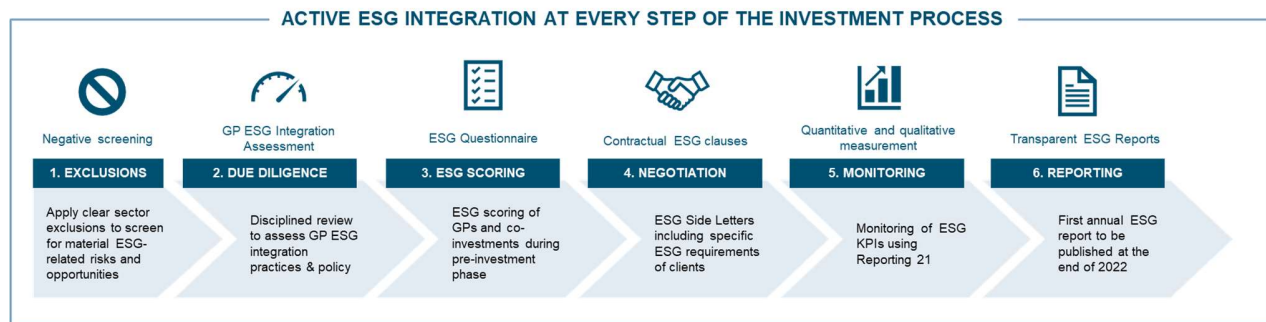 ACTIVE ESG INTEGRATION AT EVERY STEP OF THE INVESTMENT PROCESS
Negative screening
1. EXCLUSIONS
Apply clear sector
exclusions to screen
for material ESG-
related risks and
opportunities
GP ESG Integration
Assessment
2. DUE DILIGENCE
Disciplined review
to assess GP ESG
integration
practices & policy
ESG Questionnaire
3. ESG SCORING
ESG scoring of
GPs and co-
investments during
pre-investment
phase
Contractual ESG clauses
4. NEGOTIATION
ESG Side Letters
including specific
ESG requirements
of clients
Quantitative and qualitative
measurement
5. MONITORING
Monitoring of ESG
KPIs using
Reporting 21
Transparent ESG Reports
6. REPORTING
First annual ESG
report to be
published at the
end of 2022